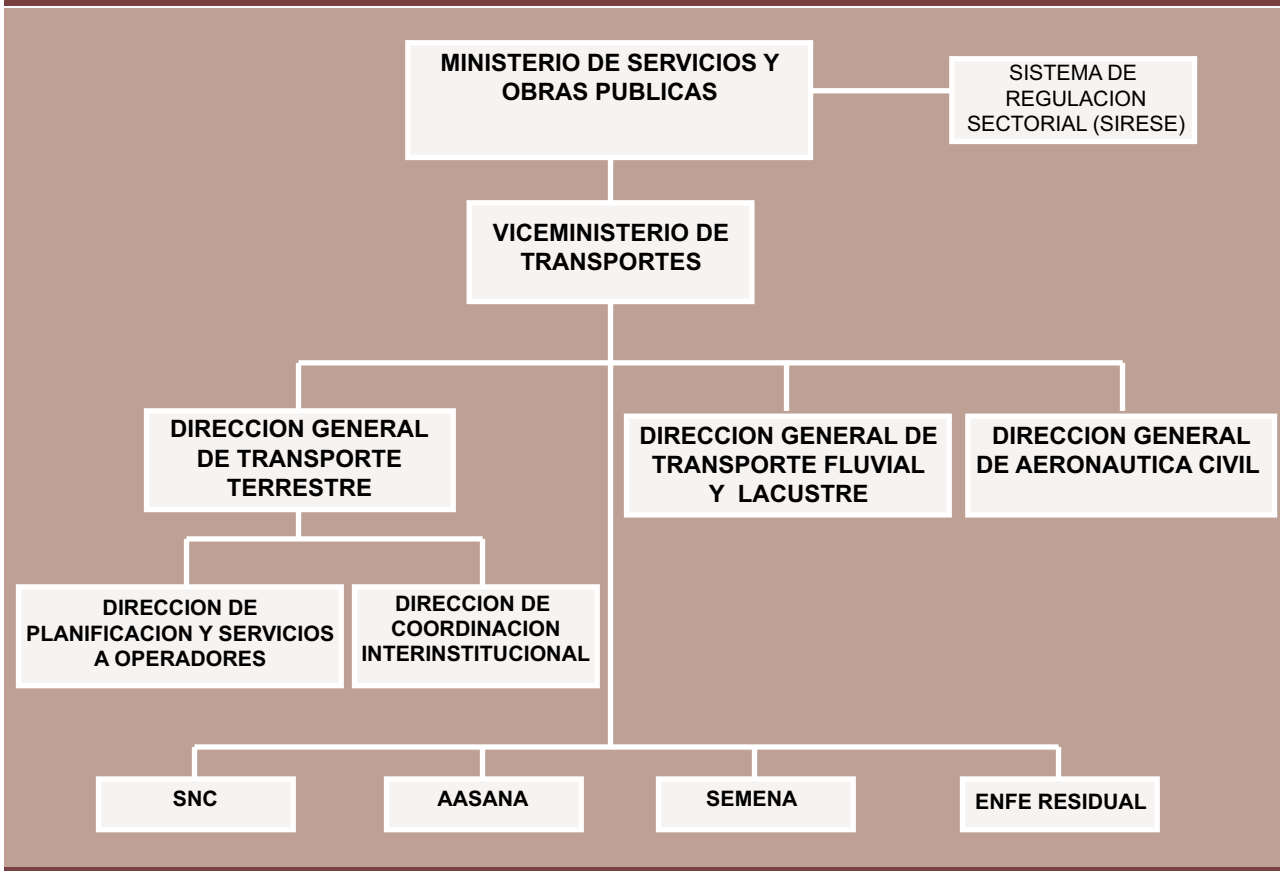 MINISTERIO DE SERVICIOS Y
OBRAS PUBLICAS
SISTEMA DE
REGULACION
SECTORIAL (SIRESE)
VICEMINISTERIO DE
TRANSPORTES
DIRECCION GENERAL
DE TRANSPORTE
TERRESTRE
DIRECCION GENERAL DE
TRANSPORTE FLUVIAL
Y LACUSTRE
DIRECCION GENERAL
DE AERONAUTICA CIVIL
DIRECCION DE
PLANIFICACION Y SERVICIOS
A OPERADORES
DIRECCION DE
COORDINACION
INTERINSTITUCIONAL
SNC
AASANA
SEMENA
ENFE RESIDUAL